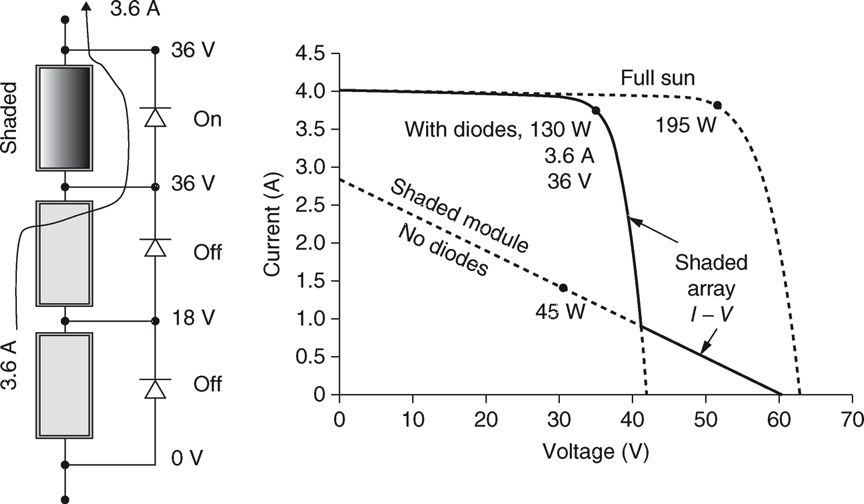 3.6 A
36 V
Shaded
On
36 V
Off
18 V
3.6 A
Off
0 V
4.5
4.0
3.5
3.0
2.5
2.0
1.5
1.0
0.5
0
Current (A)
Full sun
195 W
With diodes, 130 W
3.6 A
36 V
Shaded module
No diodes
45 W
Shaded
array
I – V
0
10
20
30
40
50
60
70
Voltage (V)